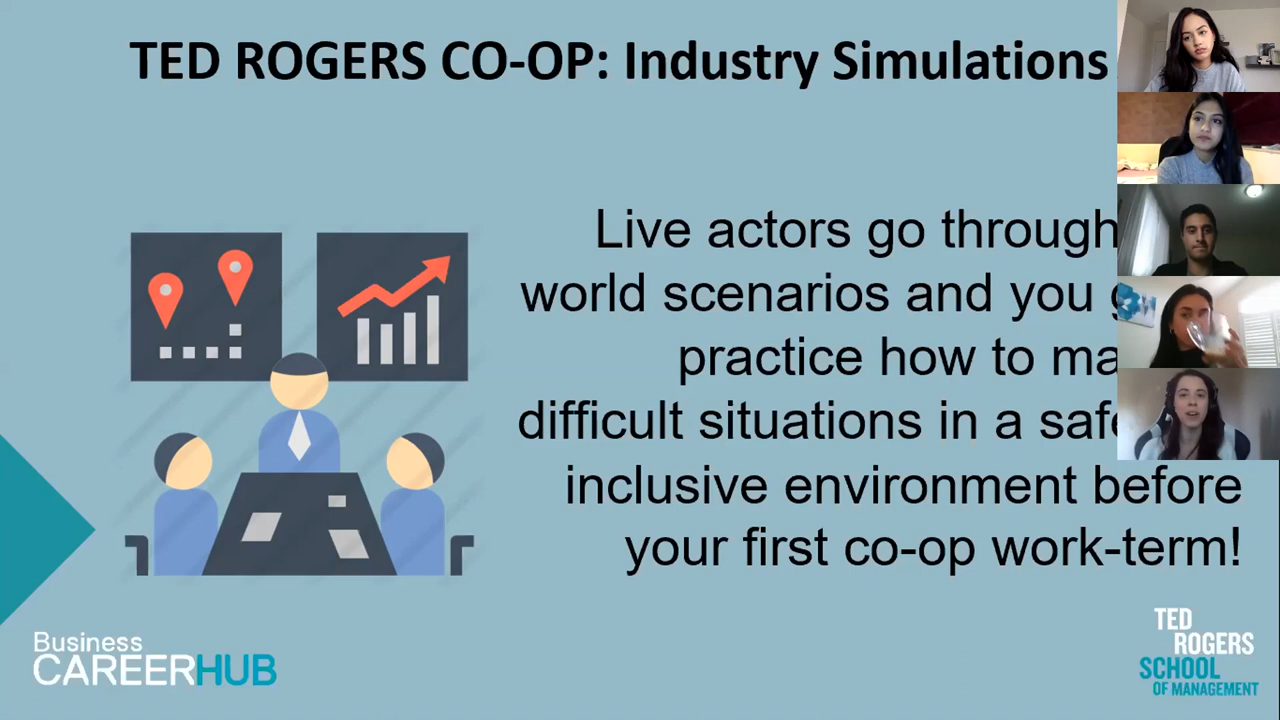 TED ROGERS CO-OP: Industry Simulations
Live actors go through
world scenarios and you
practice how to
difficult situations in a
inclusive environment before
your first co-op work-term!
Business
CAREERHUB
TED
ROGERS
SCHOOL
OF MANAGEMENT